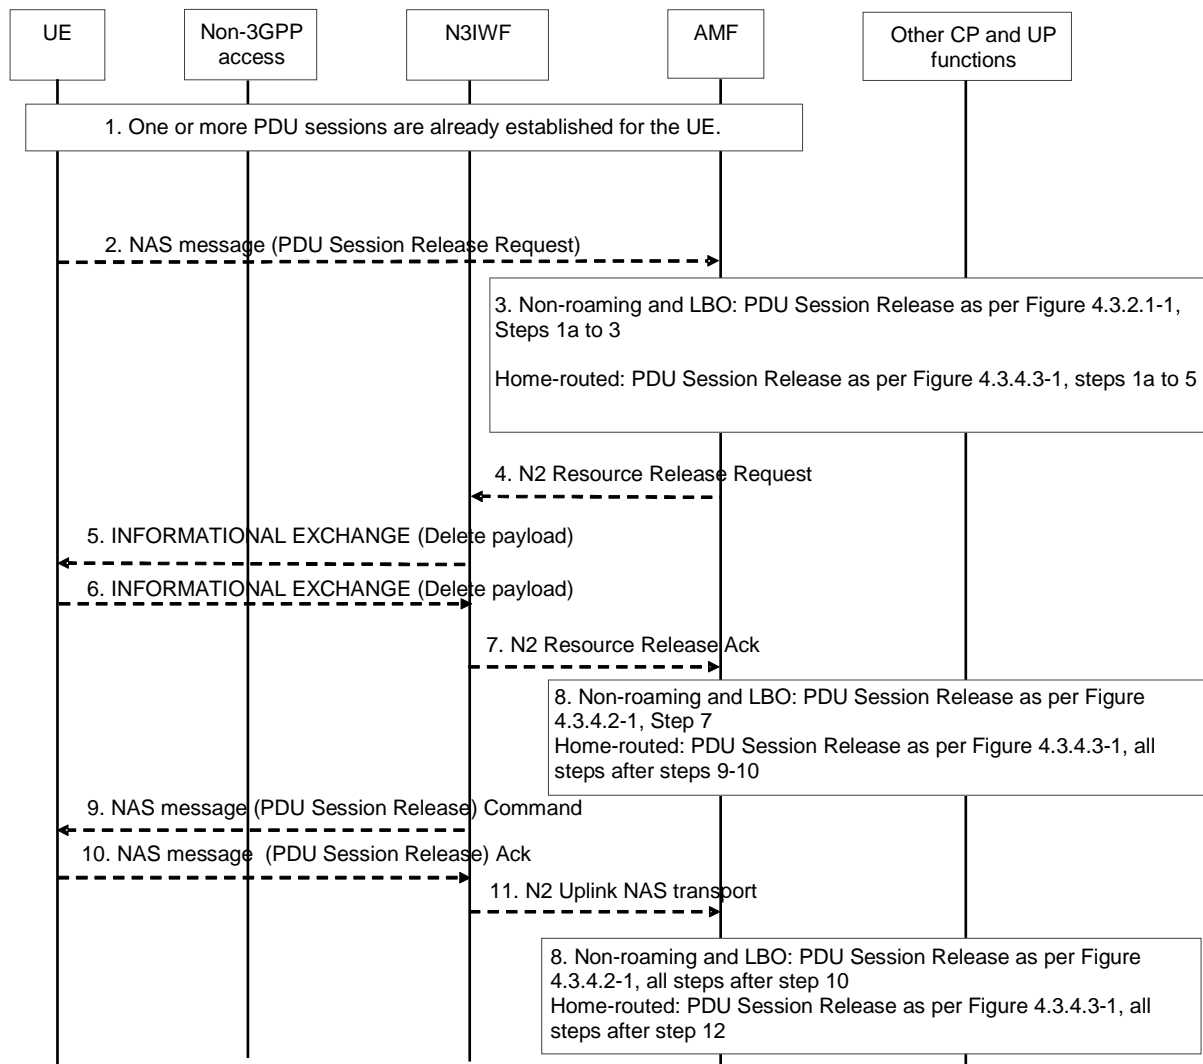 UE
Non-3GPP
access
N3IWF
AMF
Other CP and UP
functions
1. One or more PDU sessions are already established for the UE.
2. NAS message (PDU Session Release Request)
3. Non-roaming and LBO: PDU Session Release as per Figure 4.3.2.1-1,
Steps 1a to 3
Home-routed: PDU Session Release as per Figure 4.3.4.3-1, steps 1a to 5
4. N2 Resource Release Request
5. INFORMATIONAL EXCHANGE (Delete payload)
6. INFORMATIONAL EXCHANGE (Delete payload)
7. N2 Resource Release Ack
8. Non-roaming and LBO: PDU Session Release as per Figure
4.3.4.2-1, Step 7
Home-routed: PDU Session Release as per Figure 4.3.4.3-1, all
steps after steps 9-10
9. NAS message (PDU Session Release) Command
10. NAS message (PDU Session Release) Ack
11. N2 Uplink NAS transport
8. Non-roaming and LBO: PDU Session Release as per Figure
4.3.4.2-1, all steps after step 10
Home-routed: PDU Session Release as per Figure 4.3.4.3-1, all
steps after step 12